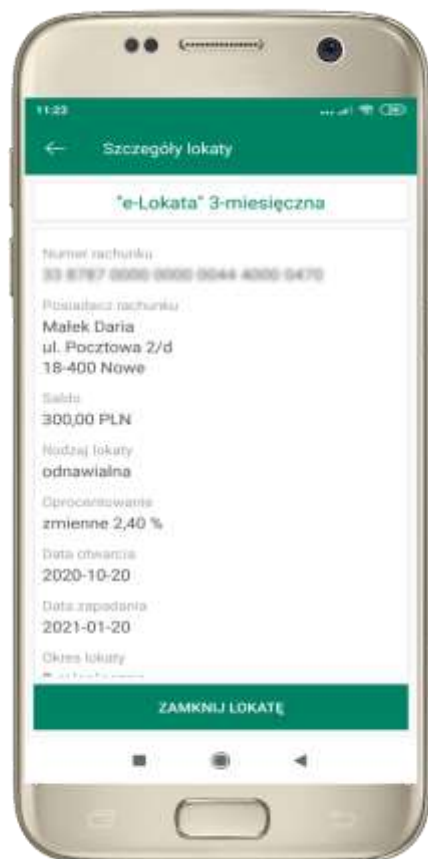 11:23
Szczegóły lokaty
"e-Lokata" 3-miesięczna
Numer rachunku
Posiadacz rachunku
Małek Daria
ul. Pocztowa 2/d
18-400 Nowe
Saldo
300,00 PLN
Rodzaj lokaty
odnawialna
Oprocentowanie
zmienne 2,40 %
Data otwarcia
2020-10-20
Data zapadania
2021-01-20
Okres lokaty
ZAMKNIJ LOKATĘ